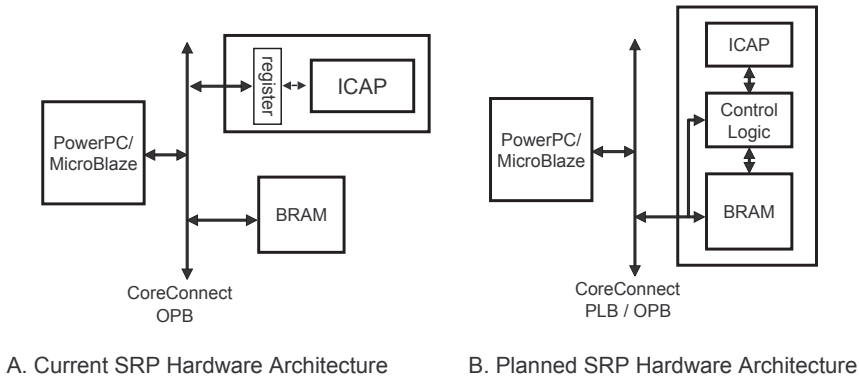 register
ICAP
PowerPC/
MicroBlaze
BRAM
CoreConnect
OPB
A. Current SRP Hardware Architecture
ICAP
Control
Logic
PowerPC/
MicroBlaze
BRAM
CoreConnect
PLB / OPB
B. Planned SRP Hardware Architecture